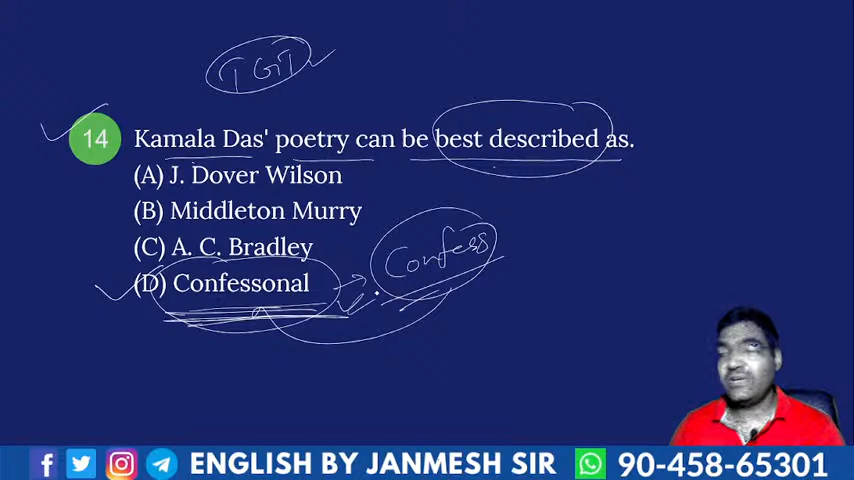 TGT
14 Kamala Das' poetry can be best described as.
(A) J. Dover Wilson
(B) Middleton Murry
(C) A. C. Bradley
(D) Confessonal
Confess
ENGLISH BY JANMESH SIR 90-458-65301